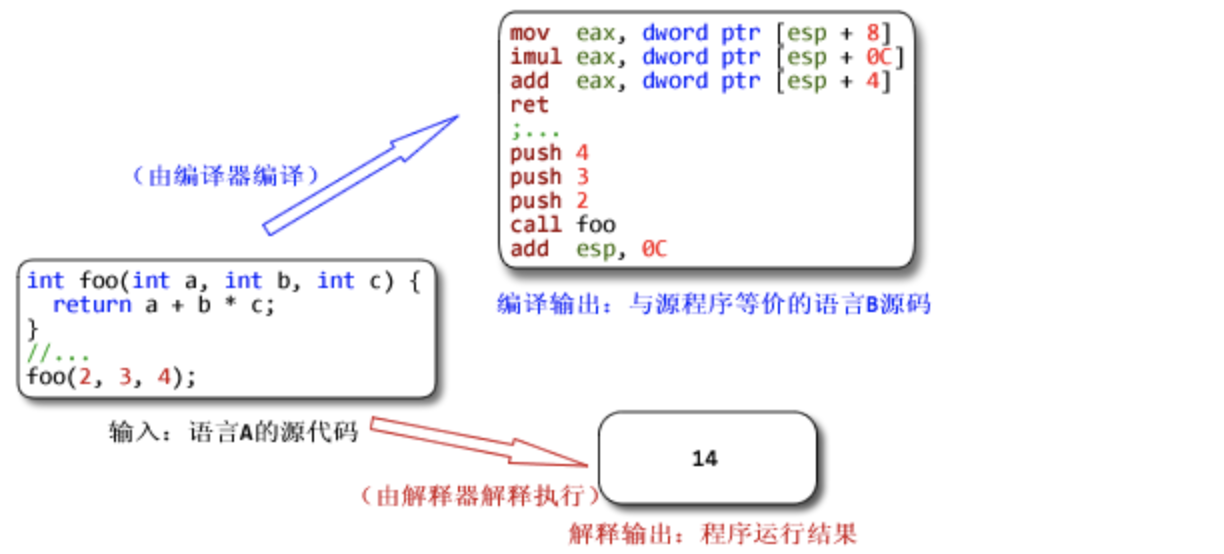 mov eax, dword ptr [esp + 8]
imul eax, dword ptr [esp + 0C]
add eax, dword ptr [esp + 4]
ret
;...
push 4
push 3
push 2
call foo
add esp, 0C
（由编译器编译）
编译输出：与源程序等价的语言B源码
int foo(int a, int b, int c) {
  return a + b * c;
}
//...
foo(2, 3, 4);
输入：语言A的源代码
14
（由解释器解释执行）
解释输出：程序运行结果